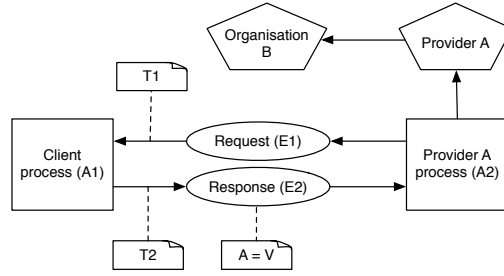 Organisation
B
Provider A
T1
Client
process (A1)
Request (E1)
Response (E2)
Provider A
process (A2)
T2
A = V